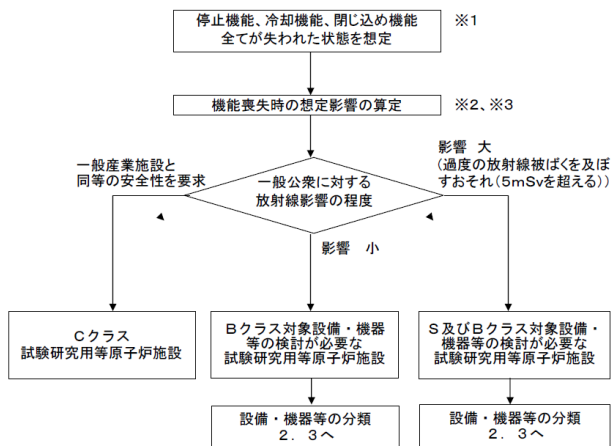 停止機能、冷却機能、閉じ込め機能
全てが失われた状態を想定
※1
機能喪失時の想定影響の算定
※2、※3
一般産業施設と
同等の安全性を要求
影響 大
(過度の放射線被ばくを及ぼ
すおそれ(5mSvを超える))
一般公衆に対する
放射線影響の程度
影響 小
Cクラス
試験研究用等原子炉施設
Bクラス対象設備・機器
等の検討が必要な
試験研究用等原子炉施設
S及びBクラス対象設備・
機器等の検討が必要な
試験研究用等原子炉施設
設備・機器等の分類
2.3へ
設備・機器等の分類
2.3へ